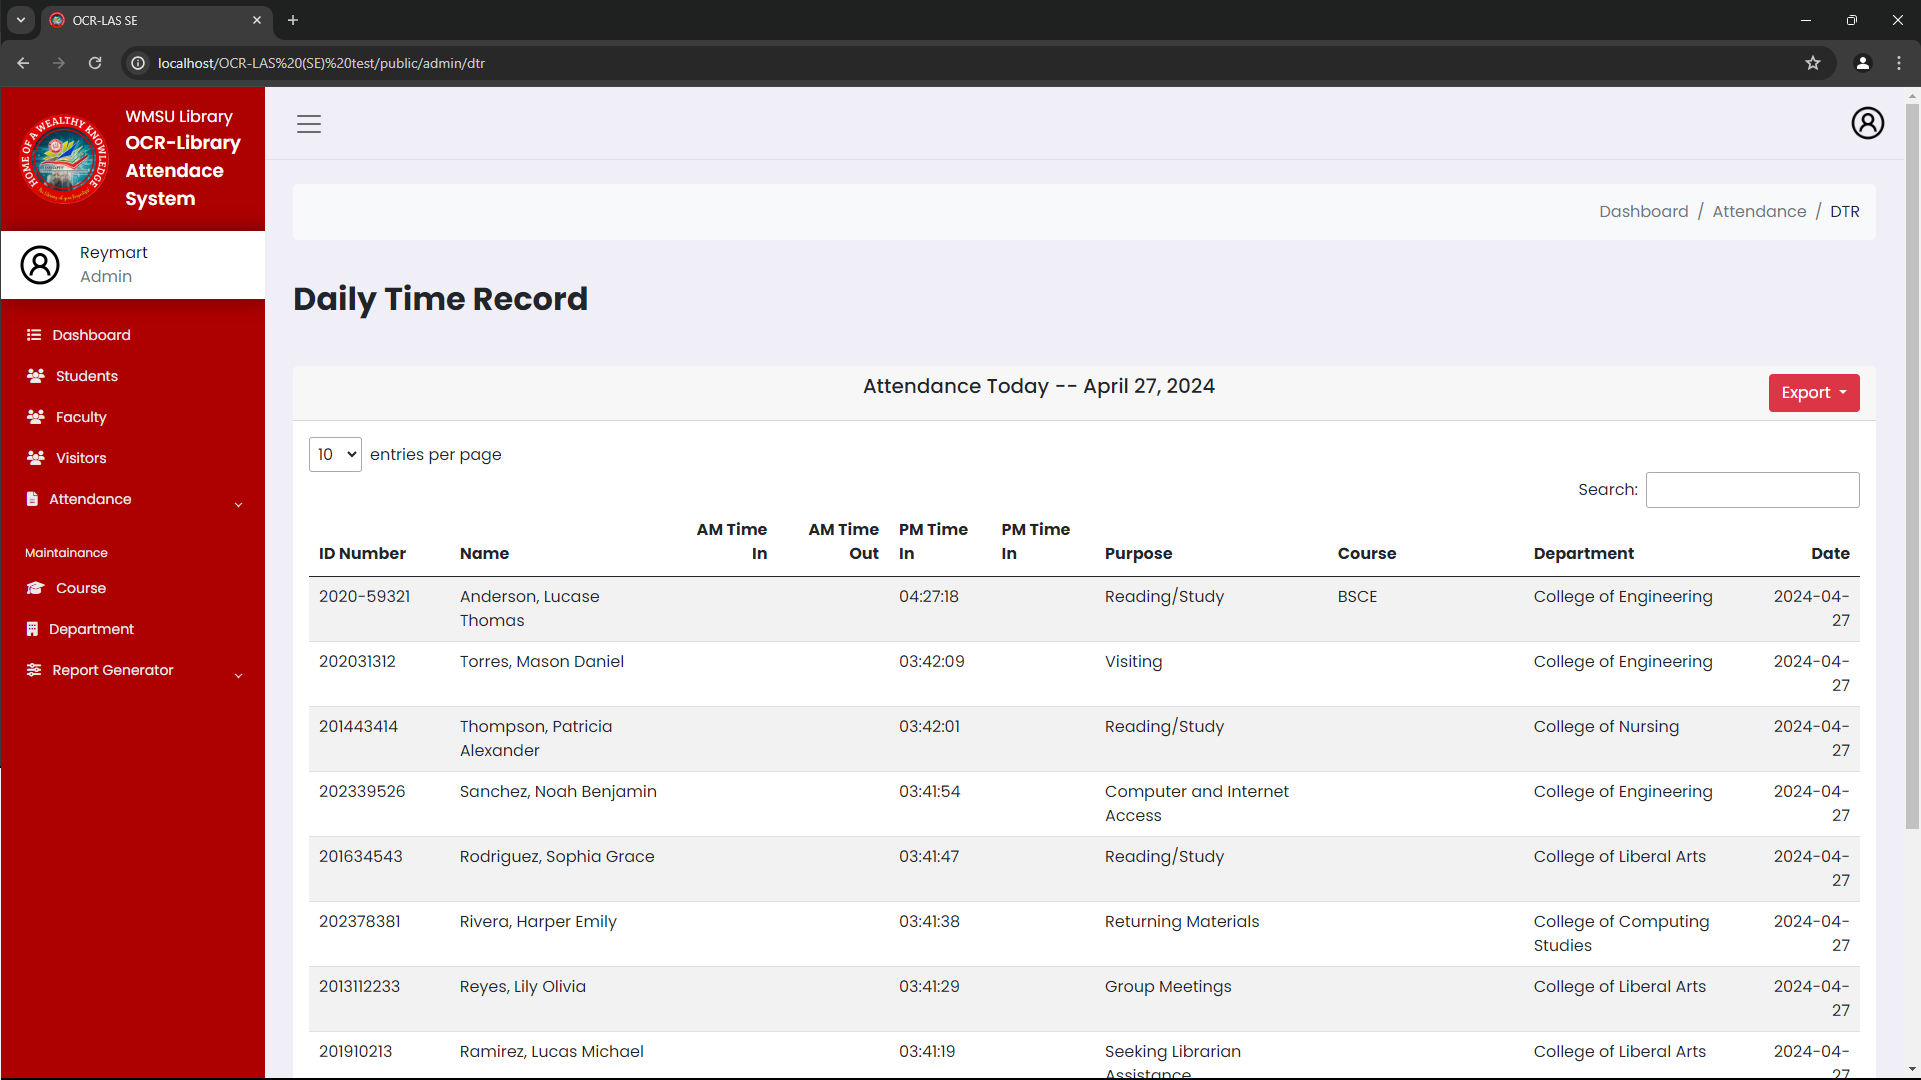 OCR-LAS SE
localhost/OCR-LAS%20(SE)%20test/public/admin/dtr
HOME OF A WEALTHY KNOWLEDGE
WMSU Library
OCR-Library
Attendace
System
Reymart
Admin
Dashboard
Students
Faculty
Visitors
Attendance
Maintainance
Course
Department
Report Generator
Dashboard / Attendance / DTR
Daily Time Record
Attendance Today -- April 27, 2024
Export
10 entries per page
Search:
ID Number Name AM Time In AM Time Out PM Time In PM Time In Purpose Course Department Date
2020-59321 Anderson, Lucase Thomas 04:27:18 Reading/Study BSCE College of Engineering 2024-04-27
202031312 Torres, Mason Daniel 03:42:09 Visiting College of Engineering 2024-04-27
201443414 Thompson, Patricia Alexander 03:42:01 Reading/Study College of Nursing 2024-04-27
202339526 Sanchez, Noah Benjamin 03:41:54 Computer and Internet Access College of Engineering 2024-04-27
201634543 Rodriguez, Sophia Grace 03:41:47 Reading/Study College of Liberal Arts 2024-04-27
202378381 Rivera, Harper Emily 03:41:38 Returning Materials College of Computing Studies 2024-04-27
2013112233 Reyes, Lily Olivia 03:41:29 Group Meetings College of Liberal Arts 2024-04-27
201910213 Ramirez, Lucas Michael 03:41:19 Seeking Librarian Assistance College of Liberal Arts 2024-04-27